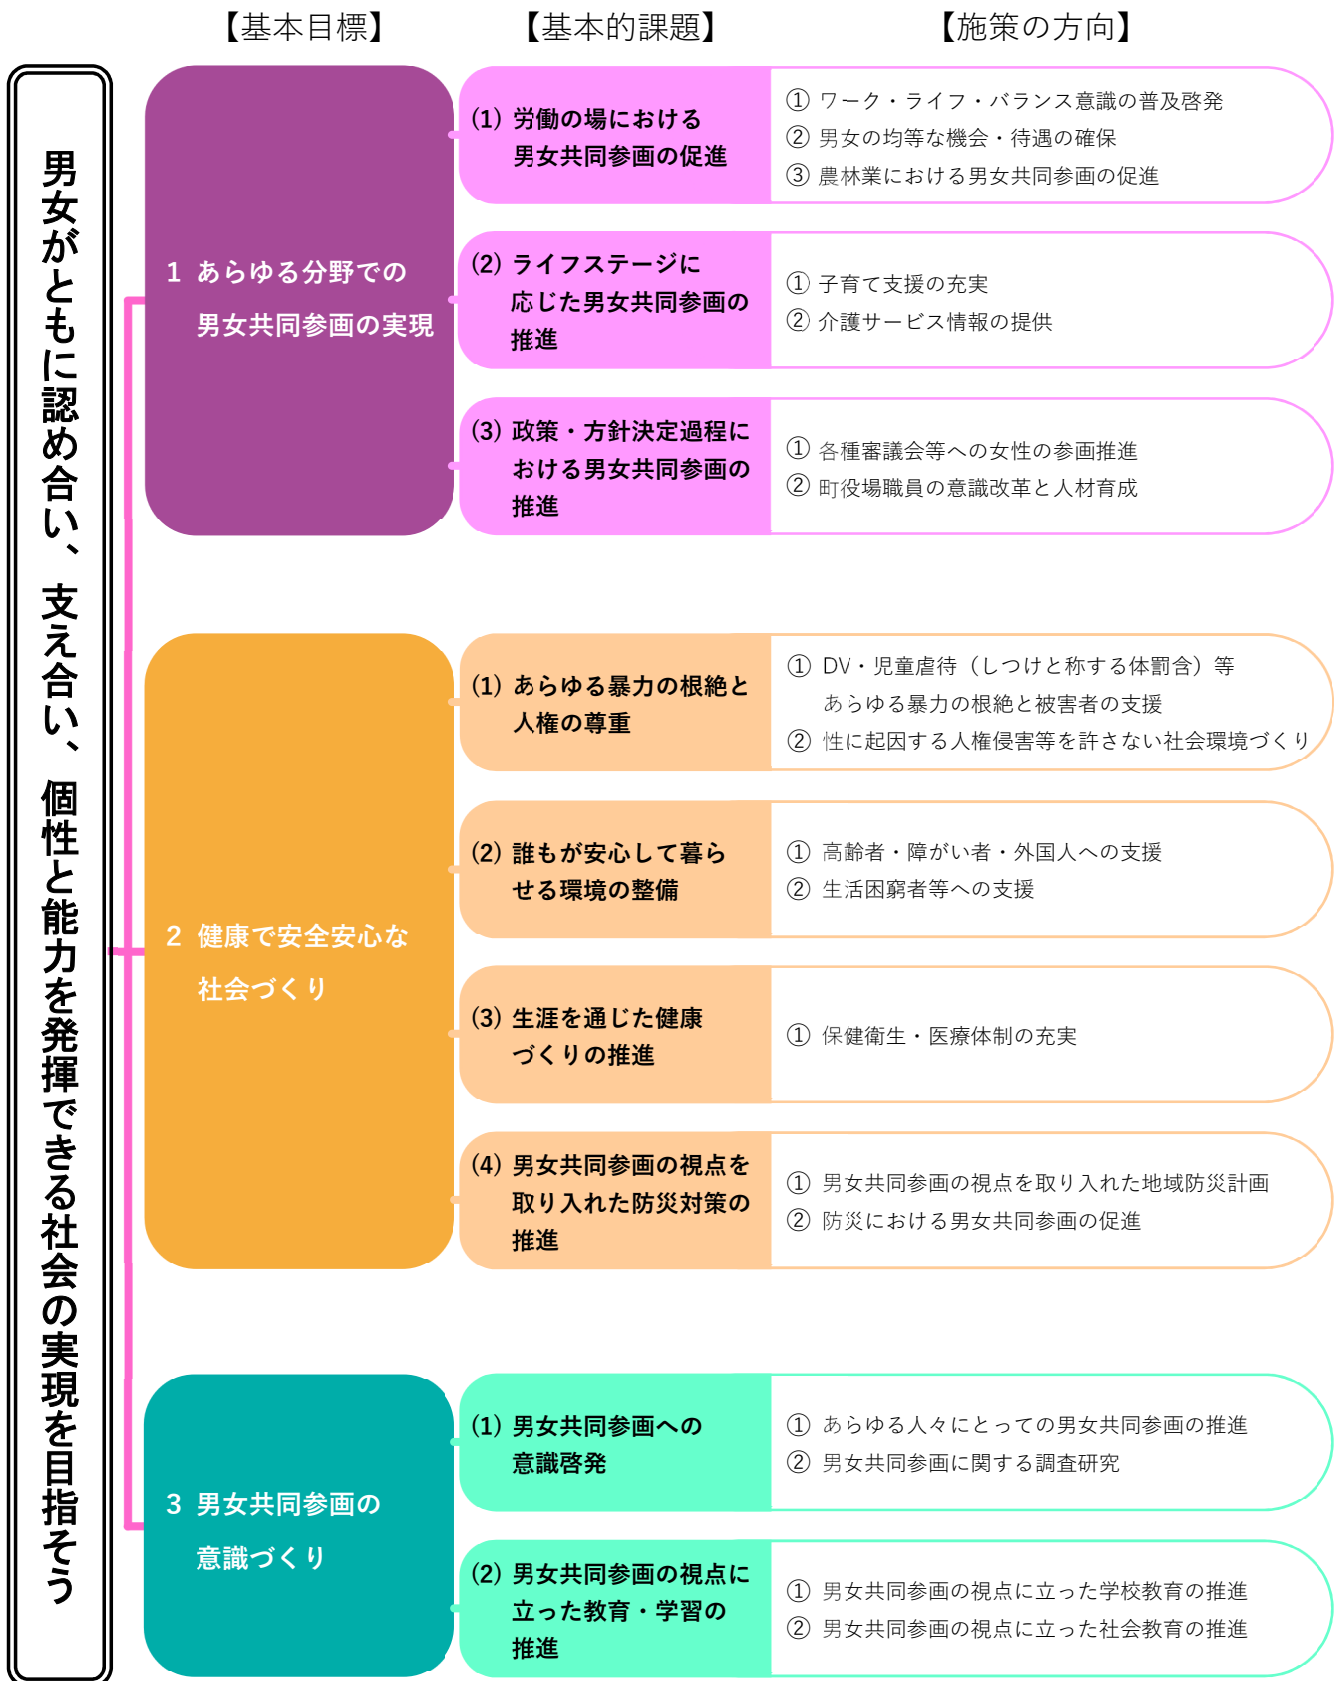 【基本目標】 【基本的課題】 【施策の方向】
男女がともに認め合い、支え合い、個性と能力を発揮できる社会の実現を目指そう
1 あらゆる分野での
男女共同参画の実現
(1) 労働の場における
男女共同参画の促進
① ワーク・ライフ・バランス意識の普及啓発
② 男女の均等な機会・待遇の確保
③ 農林業における男女共同参画の促進
(2) ライフステージに
応じた男女共同参画の
推進
① 子育て支援の充実
② 介護サービス情報の提供
(3) 政策・方針決定過程に
おける男女共同参画の
推進
① 各種審議会等への女性の参画推進
② 町役場職員の意識改革と人材育成
2 健康で安全安心な
社会づくり
(1) あらゆる暴力の根絶と
人権の尊重
① DV・児童虐待（しつけと称する体罰含）等
あらゆる暴力の根絶と被害者の支援
② 性に起因する人権侵害等を許さない社会環境づくり
(2) 誰もが安心して暮ら
せる環境の整備
① 高齢者・障がい者・外国人への支援
② 生活困窮者等への支援
(3) 生涯を通じた健康
づくりの推進
① 保健衛生・医療体制の充実
(4) 男女共同参画の視点を
取り入れた防災対策の
推進
① 男女共同参画の視点を取り入れた地域防災計画
② 防災における男女共同参画の促進
3 男女共同参画の
意識づくり
(1) 男女共同参画への
意識啓発
① あらゆる人々にとっての男女共同参画の推進
② 男女共同参画に関する調査研究
(2) 男女共同参画の視点に
立った教育・学習の
推進
① 男女共同参画の視点に立った学校教育の推進
② 男女共同参画の視点に立った社会教育の推進